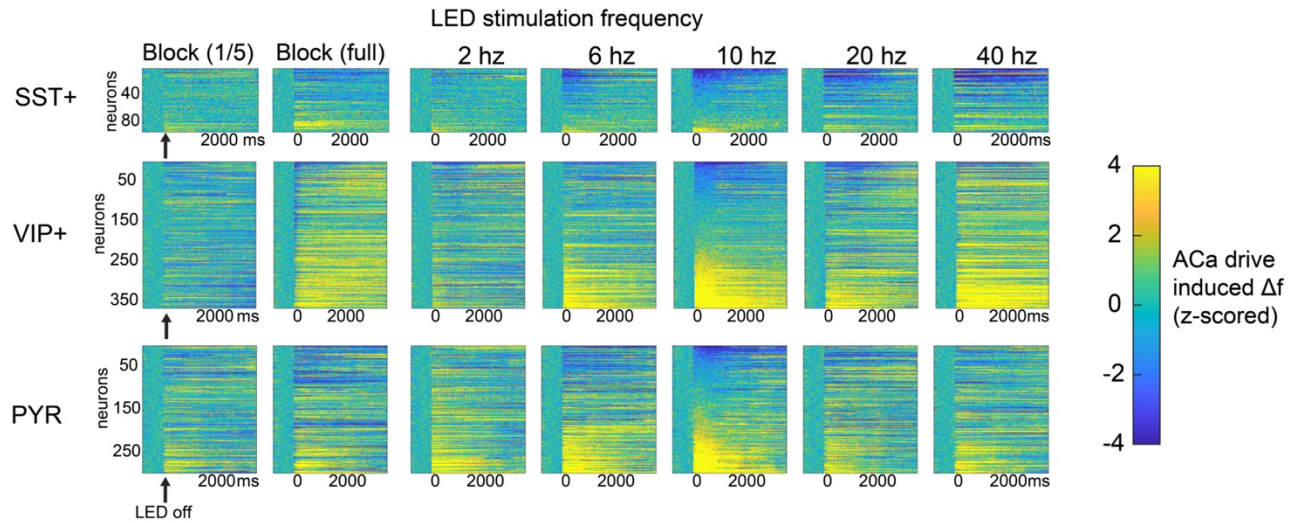 LED stimulation frequency
Block (1/5) Block (full) 2 hz 6 hz 10 hz 20 hz 40 hz
SST+
neurons
40
80
2000 ms 0 2000 0 2000 0 2000 0 2000 0 2000 0 2000ms
VIP+
neurons
50
150
250
350
2000 ms 0 2000 0 2000 0 2000 0 2000 0 2000 0 2000ms
PYR
neurons
50
150
250
2000ms 0 2000 0 2000 0 2000 0 2000 0 2000 0 2000ms
LED off
4
2
0
-2
-4
ACa drive
induced Δf
(z-scored)